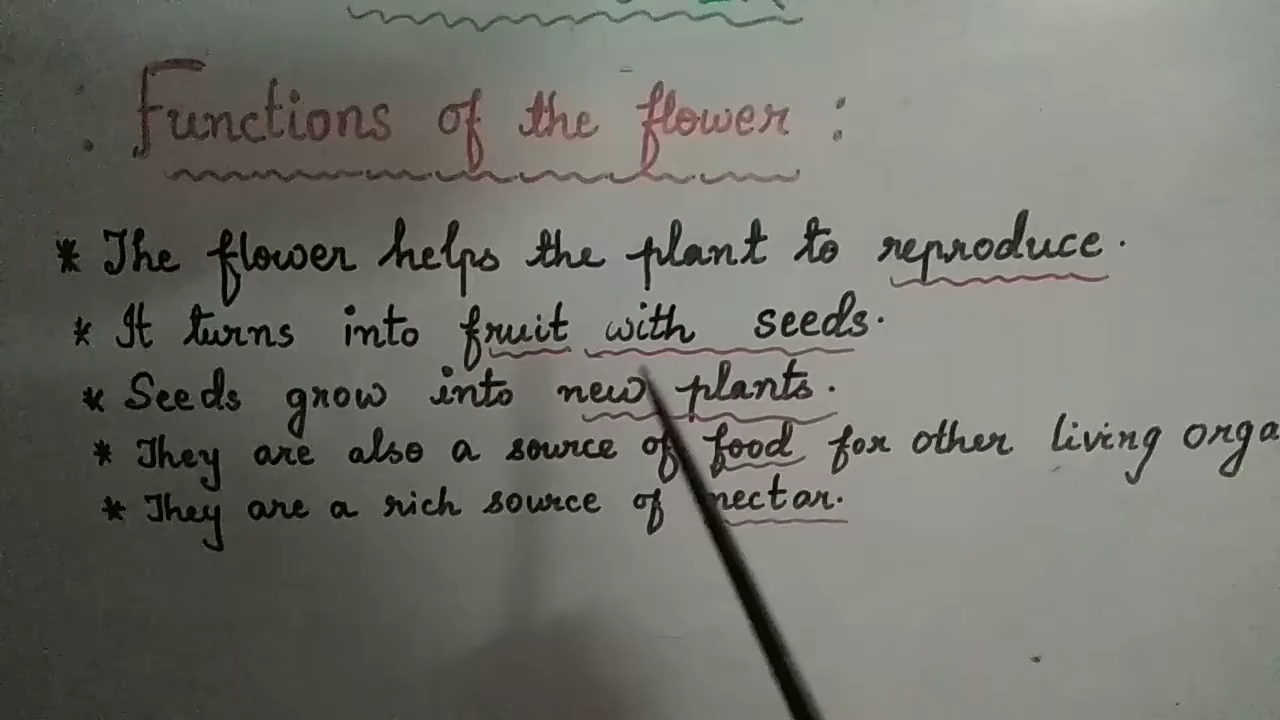 Functions of the flower :
* The flower helps the plant to reproduce.
* It turns into fruit with seeds.
* Seeds grow into new plants.
* They are also a source of food for other living orga
* They are a rich source of nectar.